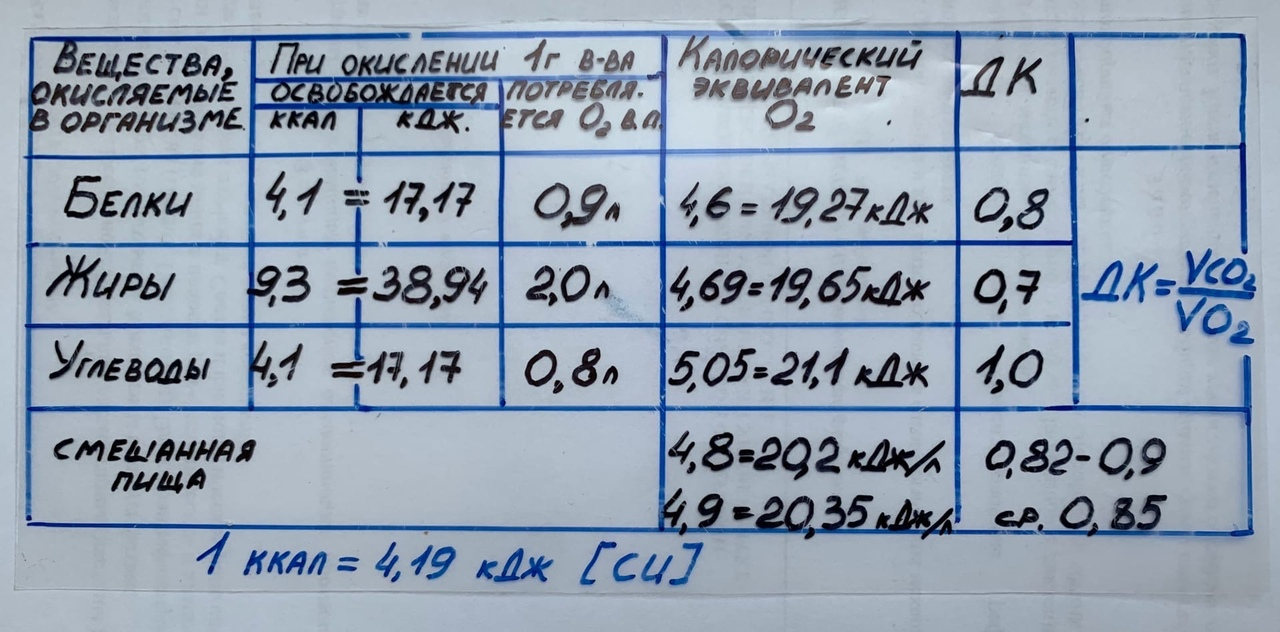 Вещества,
окисляемые
в организме.
При окислении 1г в-ва
освобождается
ккал кДж.
потребля.
ется O₂ в л.
Калорический
эквивалент
O₂
ДК
Белки 4,1 = 17,17 0,9л 4,6 = 19,27 кДж 0,8
Жиры 9,3 = 38,94 2,0л 4,69 = 19,65 кДж 0,7
ДК = VCO₂/VO₂
Углеводы 4,1 = 17,17 0,8л 5,05 = 21,1 кДж 1,0
смешанная
пища
4,8 = 20,2 кДж/л 0,82 - 0,9
4,9 = 20,35 кДж/л ср. 0,85
1 ккал = 4,19 кДж [СИ]